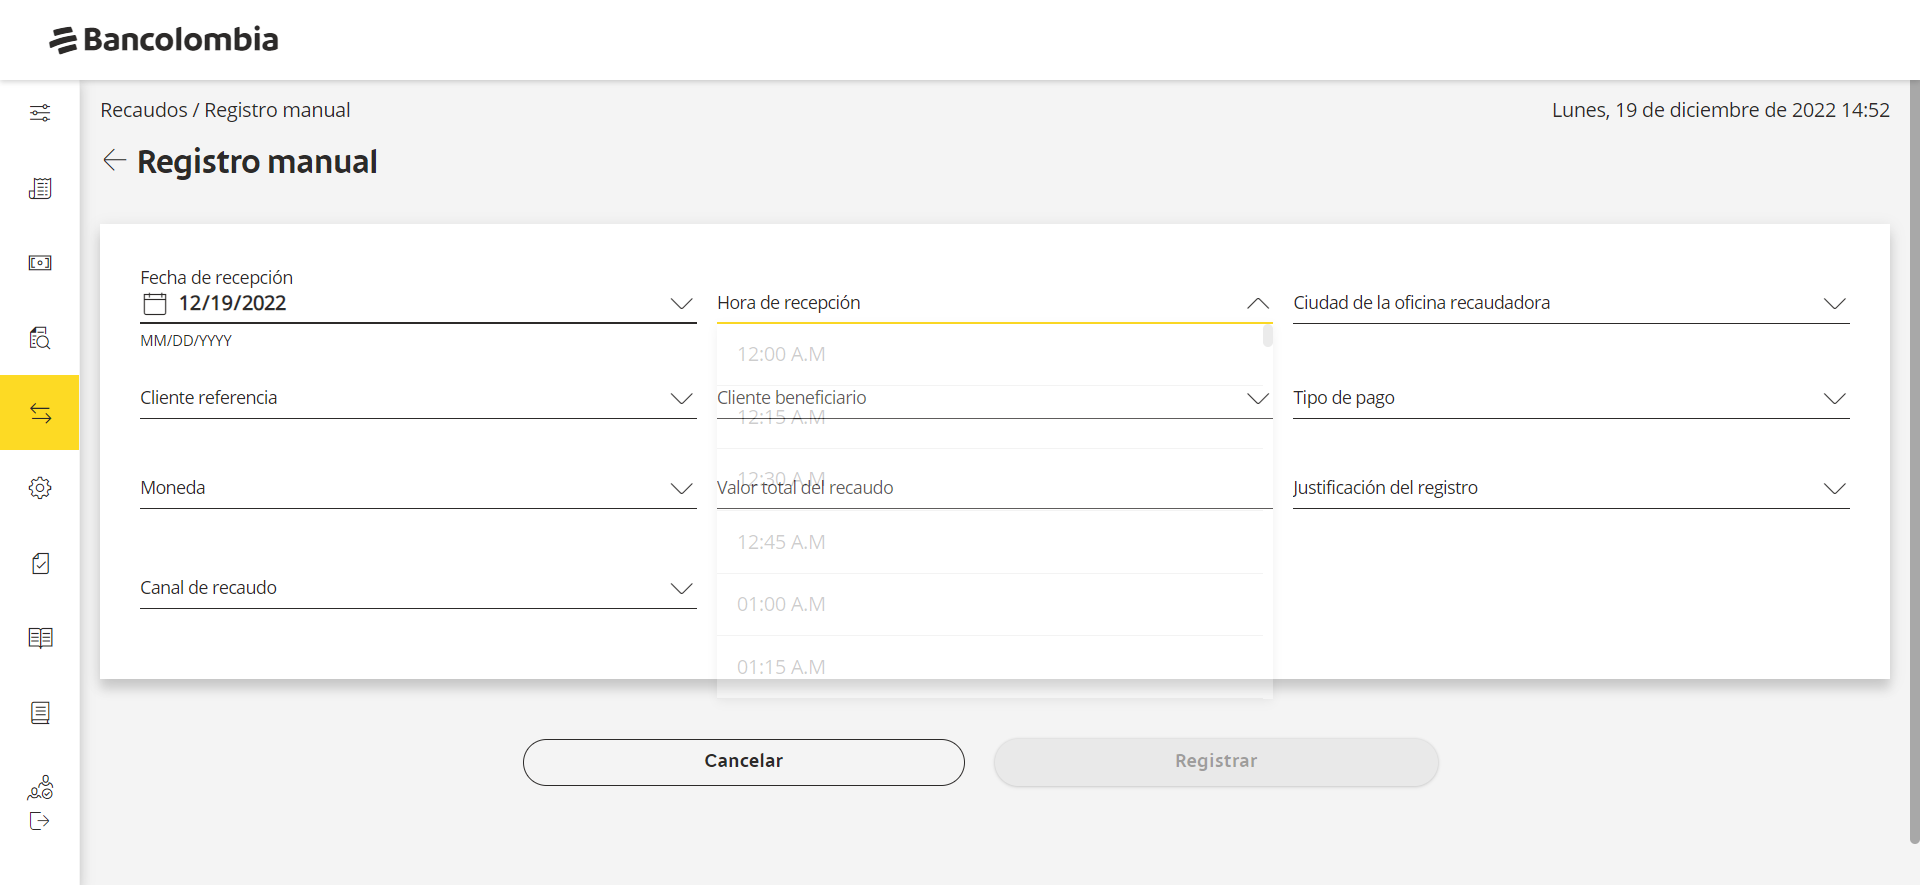 Bancolombia
Recaudos / Registro manual
Lunes, 19 de diciembre de 2022 14:52
Registro manual
Fecha de recepción
12/19/2022
MM/DD/YYYY
Hora de recepción
Ciudad de la oficina recaudadora
12:00 A.M
Cliente referencia
Cliente beneficiario
Tipo de pago
12:15 A.M
12:30 A.M
Moneda
Valor total del recaudo
Justificación del registro
12:45 A.M
Canal de recaudo
01:00 A.M
01:15 A.M
Cancelar
Registrar